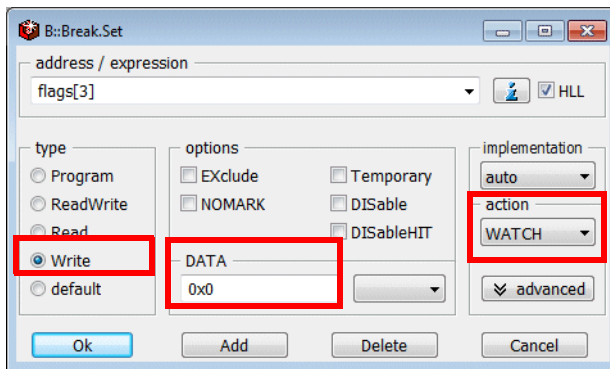 B::Break.Set
address / expression
flags[3]
i HLL
type
Program
ReadWrite
Read
Write
default
options
EXclude
Temporary
NOMARK
DISable
DISableHIT
DATA
0x0
implementation
auto
action
WATCH
advanced
Ok
Add
Delete
Cancel